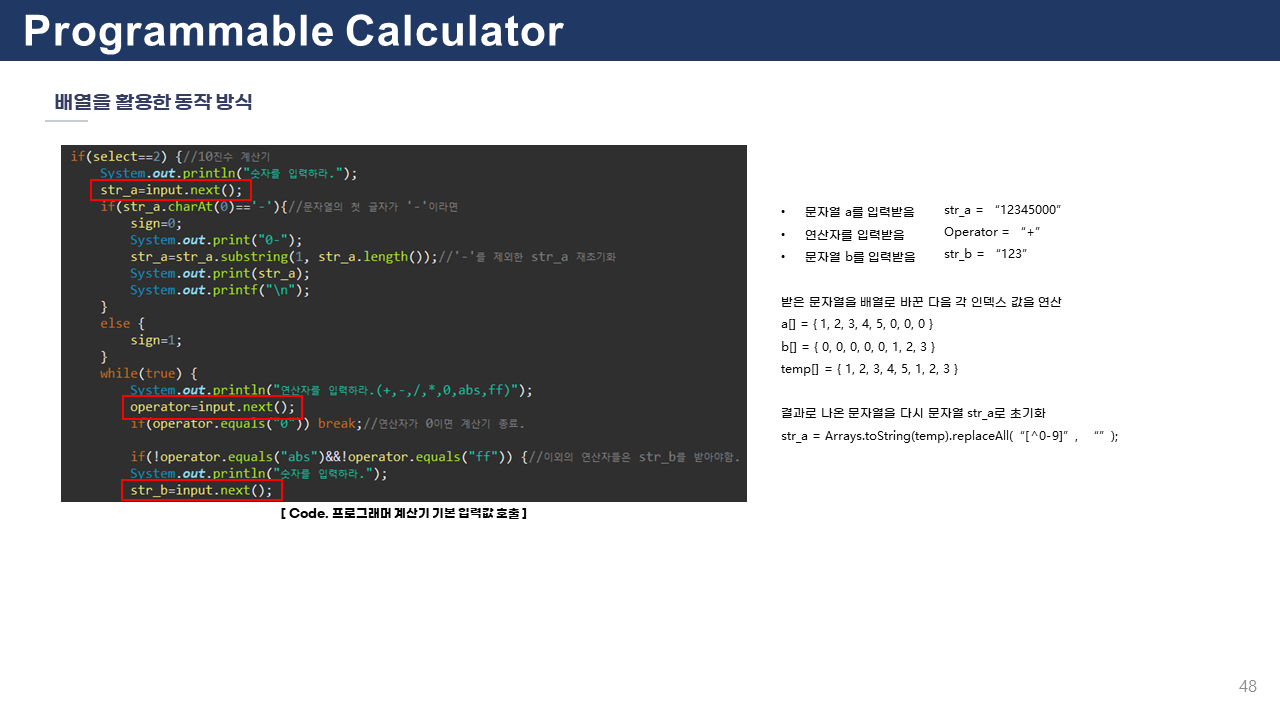 Programmable Calculator
배열을 활용한 동작 방식
if(select==2) {//10진수 계산기
System.out.println("숫자를 입력하라.");
str_a=input.next();
if(str_a.charAt(0)=='-'){//문자열의 첫 글자가 '-'이라면
sign=0;
System.out.print("0-");
str_a=str_a.substring(1, str_a.length());//'-'를 제외한 str_a 재초기화
System.out.print(str_a);
System.out.printf("\n");
}
else {
sign=1;
}
while(true) {
System.out.println("연산자를 입력하라.(+,-,/,*,0,abs,ff)");
operator=input.next();
if(operator.equals("0")) break;//연산자가 0이면 계산기 종료.
if(!operator.equals("abs")&&!operator.equals("ff")) {//이외의 연산자들은 str_b를 받아야함.
System.out.println("숫자를 입력하라.");
str_b=input.next();
[ Code. 프로그래머 계산기 기본 입력값 호출 ]
• 문자열 a를 입력받음 str_a = “12345000”
• 연산자를 입력받음 Operator = “+”
• 문자열 b를 입력받음 str_b = “123”
받은 문자열을 배열로 바꾼 다음 각 인덱스 값을 연산
a[] = { 1, 2, 3, 4, 5, 0, 0, 0 }
b[] = { 0, 0, 0, 0, 0, 1, 2, 3 }
temp[] = { 1, 2, 3, 4, 5, 1, 2, 3 }
결과로 나온 문자열을 다시 문자열 str_a로 초기화
str_a = Arrays.toString(temp).replaceAll( “[^0-9]” , “” );
48